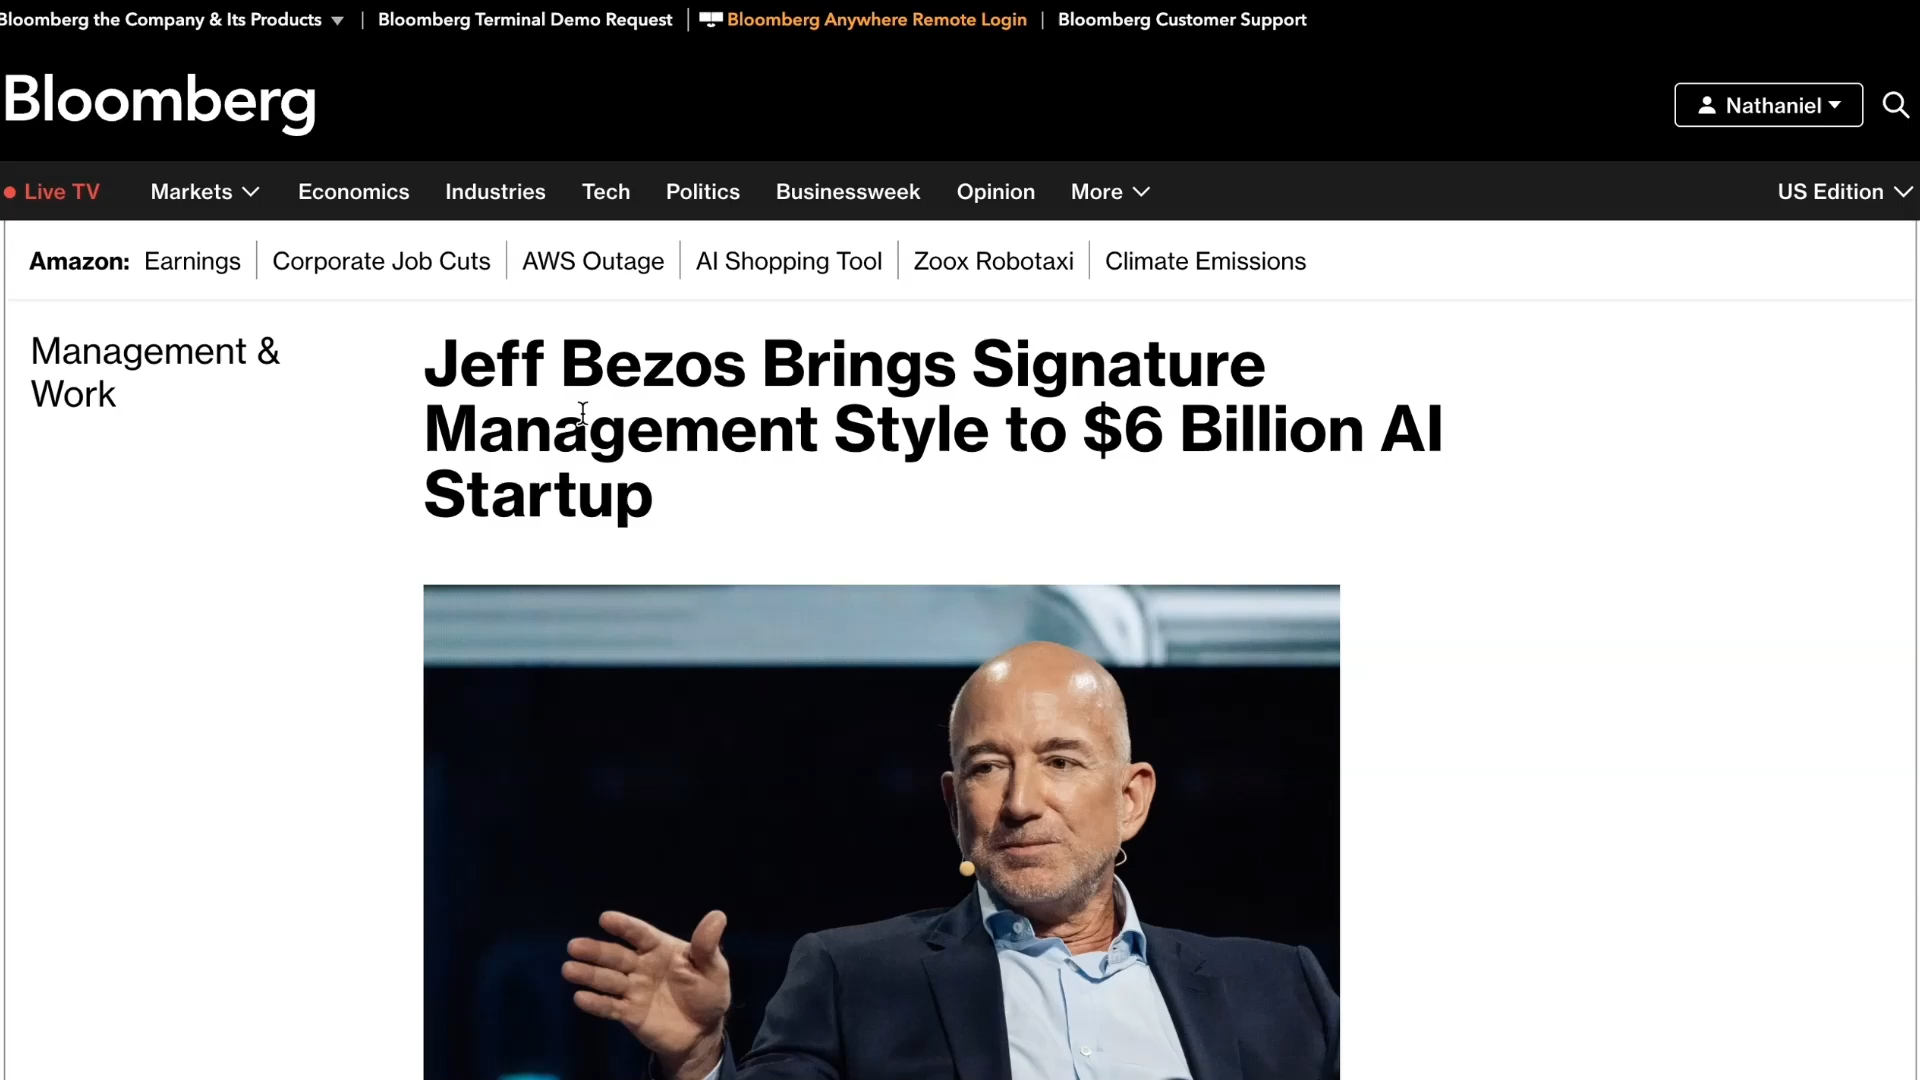 Bloomberg the Company & Its Products
Bloomberg Terminal Demo Request
Bloomberg Anywhere Remote Login
Bloomberg Customer Support
Bloomberg
Nathaniel
Live TV
Markets
Economics
Industries
Tech
Politics
Businessweek
Opinion
More
US Edition
Amazon: Earnings
Corporate Job Cuts
AWS Outage
AI Shopping Tool
Zoox Robotaxi
Climate Emissions
Management &
Work
Jeff Bezos Brings Signature
Management Style to $6 Billion AI
Startup